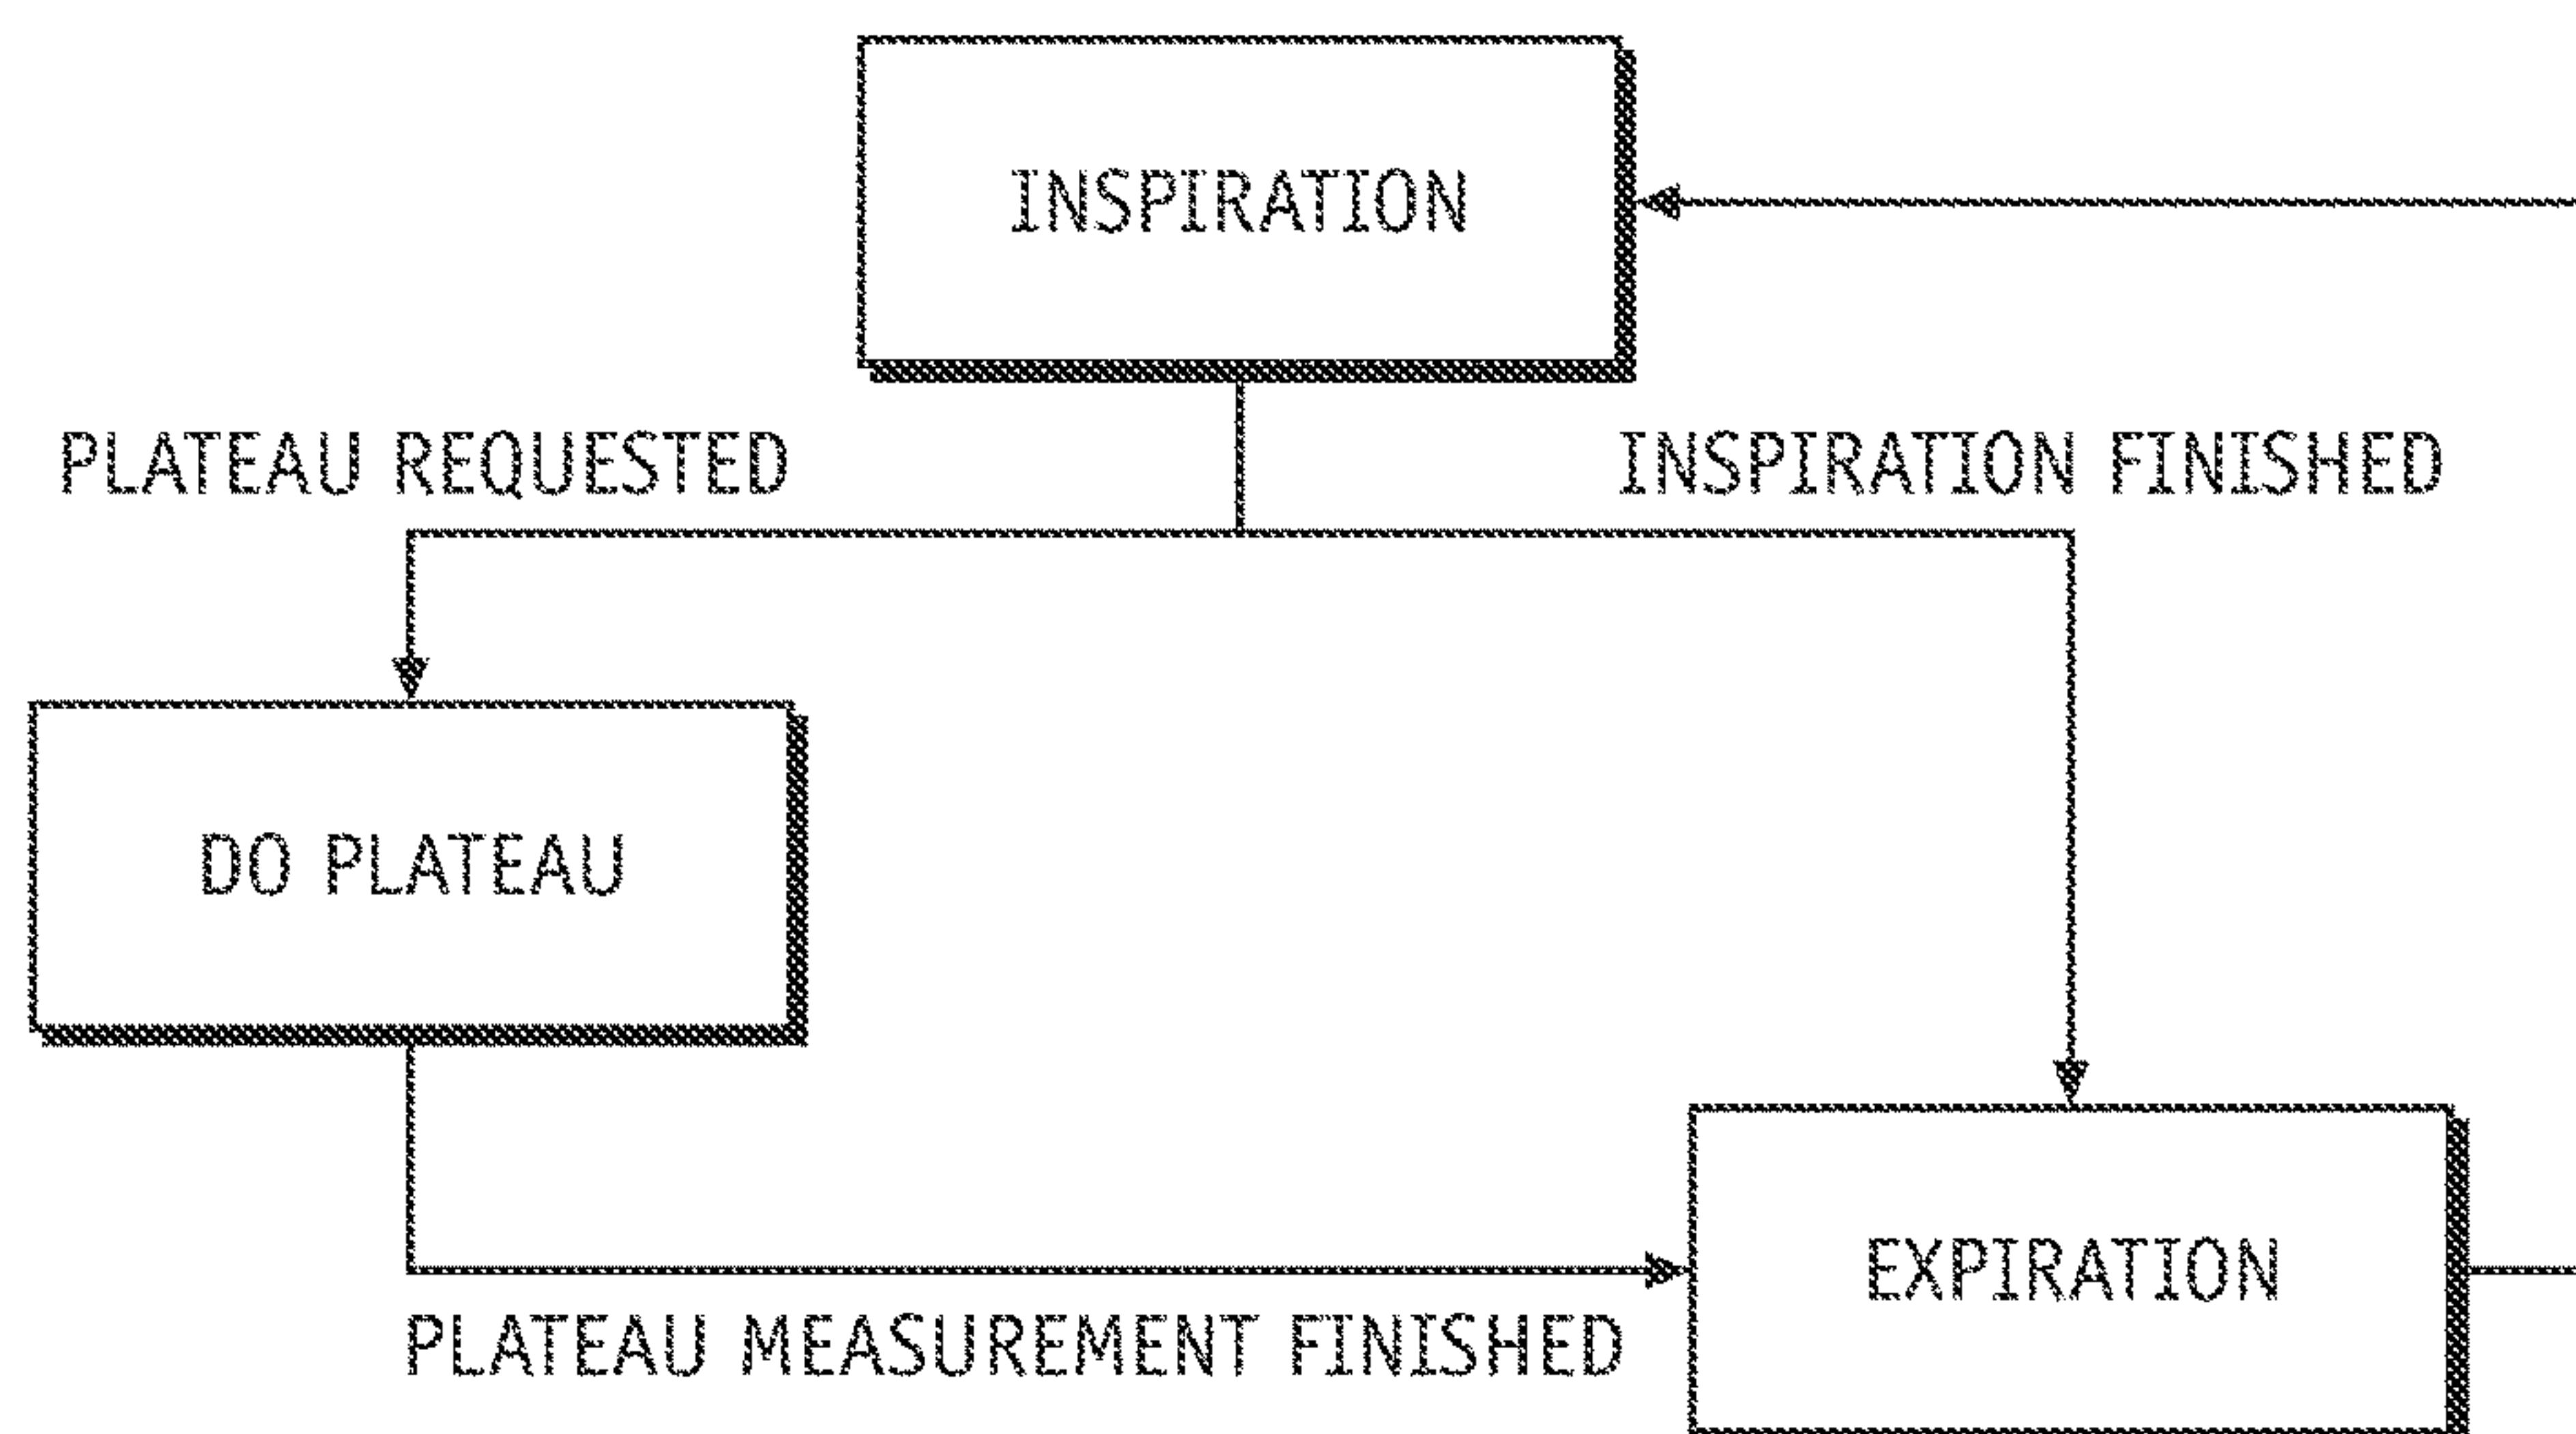 INSPIRATION
PLATEAU REQUESTED
INSPIRATION FINISHED
DO PLATEAU
EXPIRATION
PLATEAU MEASUREMENT FINISHED